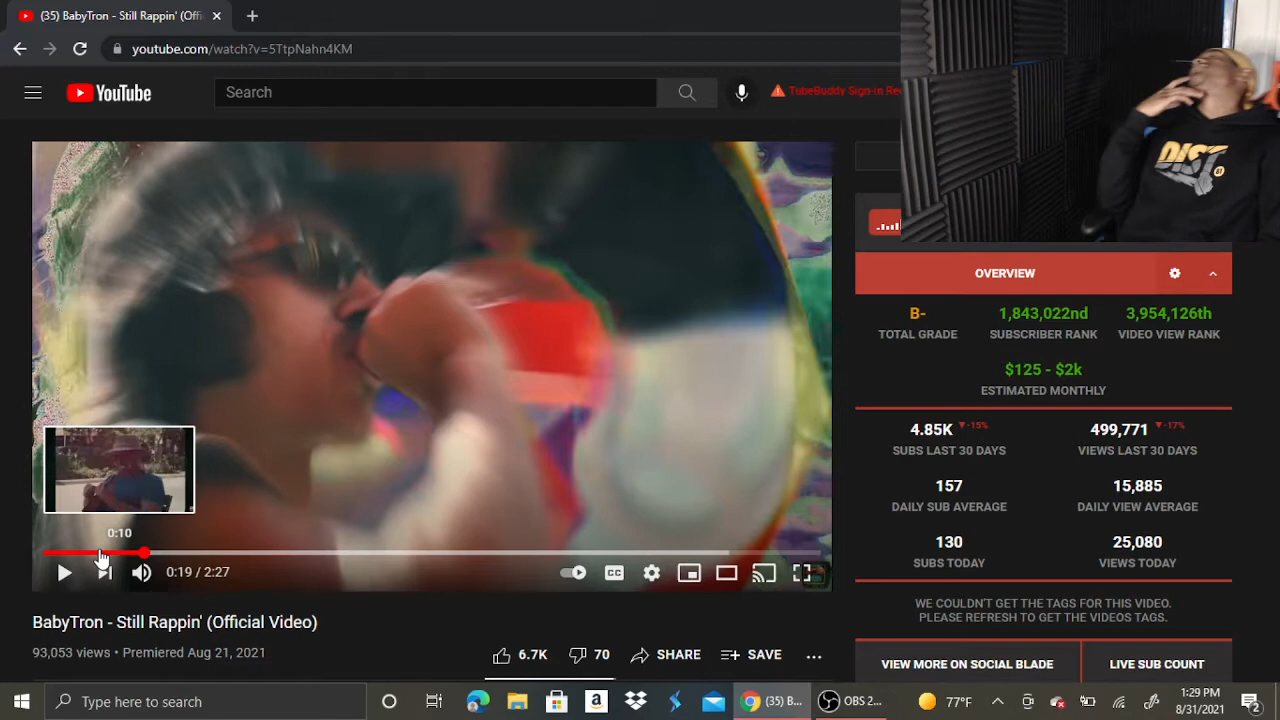 (35) BabyTron - Still Rappin' (Offi
youtube.com/watch?v=5TtpNahn4KM
YouTube
Search
TubeBuddy Sign-in Re
DIST
OVERVIEW
B-
TOTAL GRADE
1,843,022nd
SUBSCRIBER RANK
3,954,126th
VIDEO VIEW RANK
$125 - $2k
ESTIMATED MONTHLY
4.85K ▼-15%
SUBS LAST 30 DAYS
499,771 ▼-17%
VIEWS LAST 30 DAYS
157
DAILY SUB AVERAGE
15,885
DAILY VIEW AVERAGE
130
SUBS TODAY
25,080
VIEWS TODAY
0:10
0:19 / 2:27
CC
WE COULDN'T GET THE TAGS FOR THIS VIDEO.
PLEASE REFRESH TO GET THE VIDEOS TAGS.
BabyTron - Still Rappin' (Official Video)
93,053 views • Premiered Aug 21, 2021
6.7K
70
SHARE
SAVE
VIEW MORE ON SOCIAL BLADE
LIVE SUB COUNT
Type here to search
(35) B...
OBS 2...
77°F
1:29 PM
8/31/2021
2